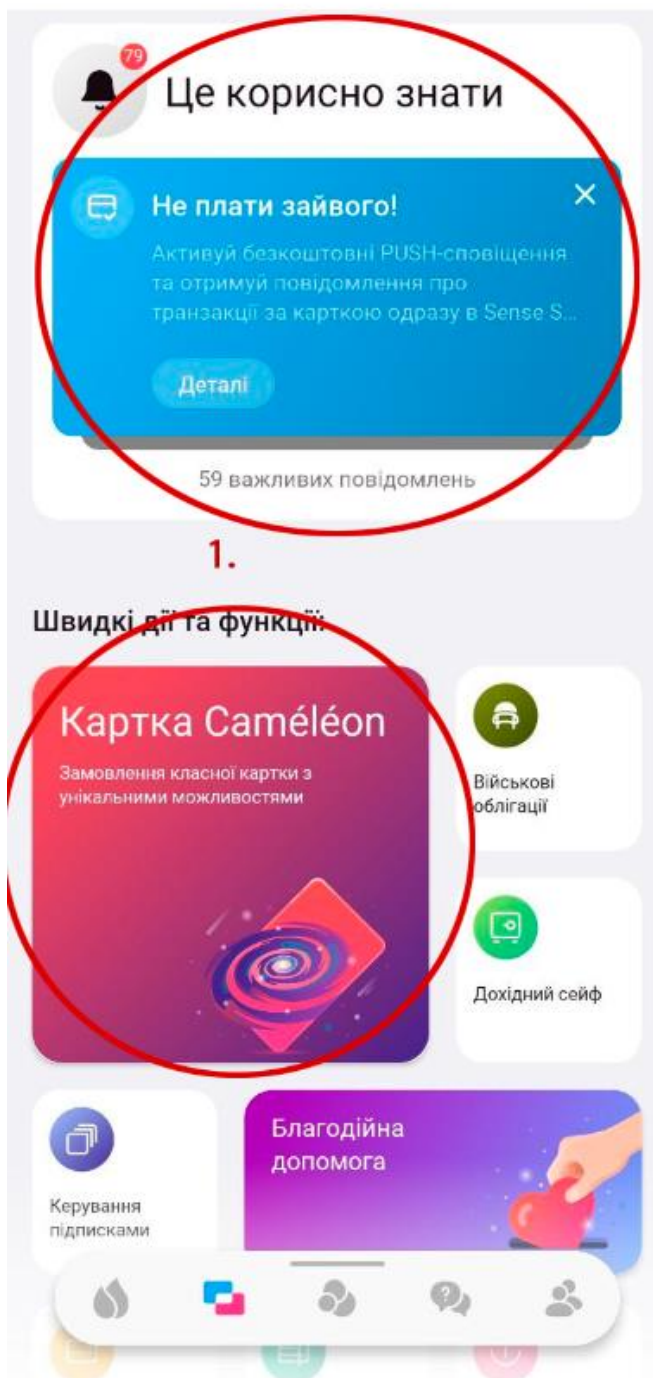 79
Це корисно знати
Не плати зайвого!
Активуй безкоштовні PUSH-сповіщення
та отримуй повідомлення про
транзакції за карткою одразу в Sense S...
Деталі
59 важливих повідомлень
1.
Швидкі дії та функції:
Картка Caméléon
Замовлення класної картки з
унікальними можливостями
Військові
облігації
Дохідний сейф
Керування
підписками
Благодійна
допомога